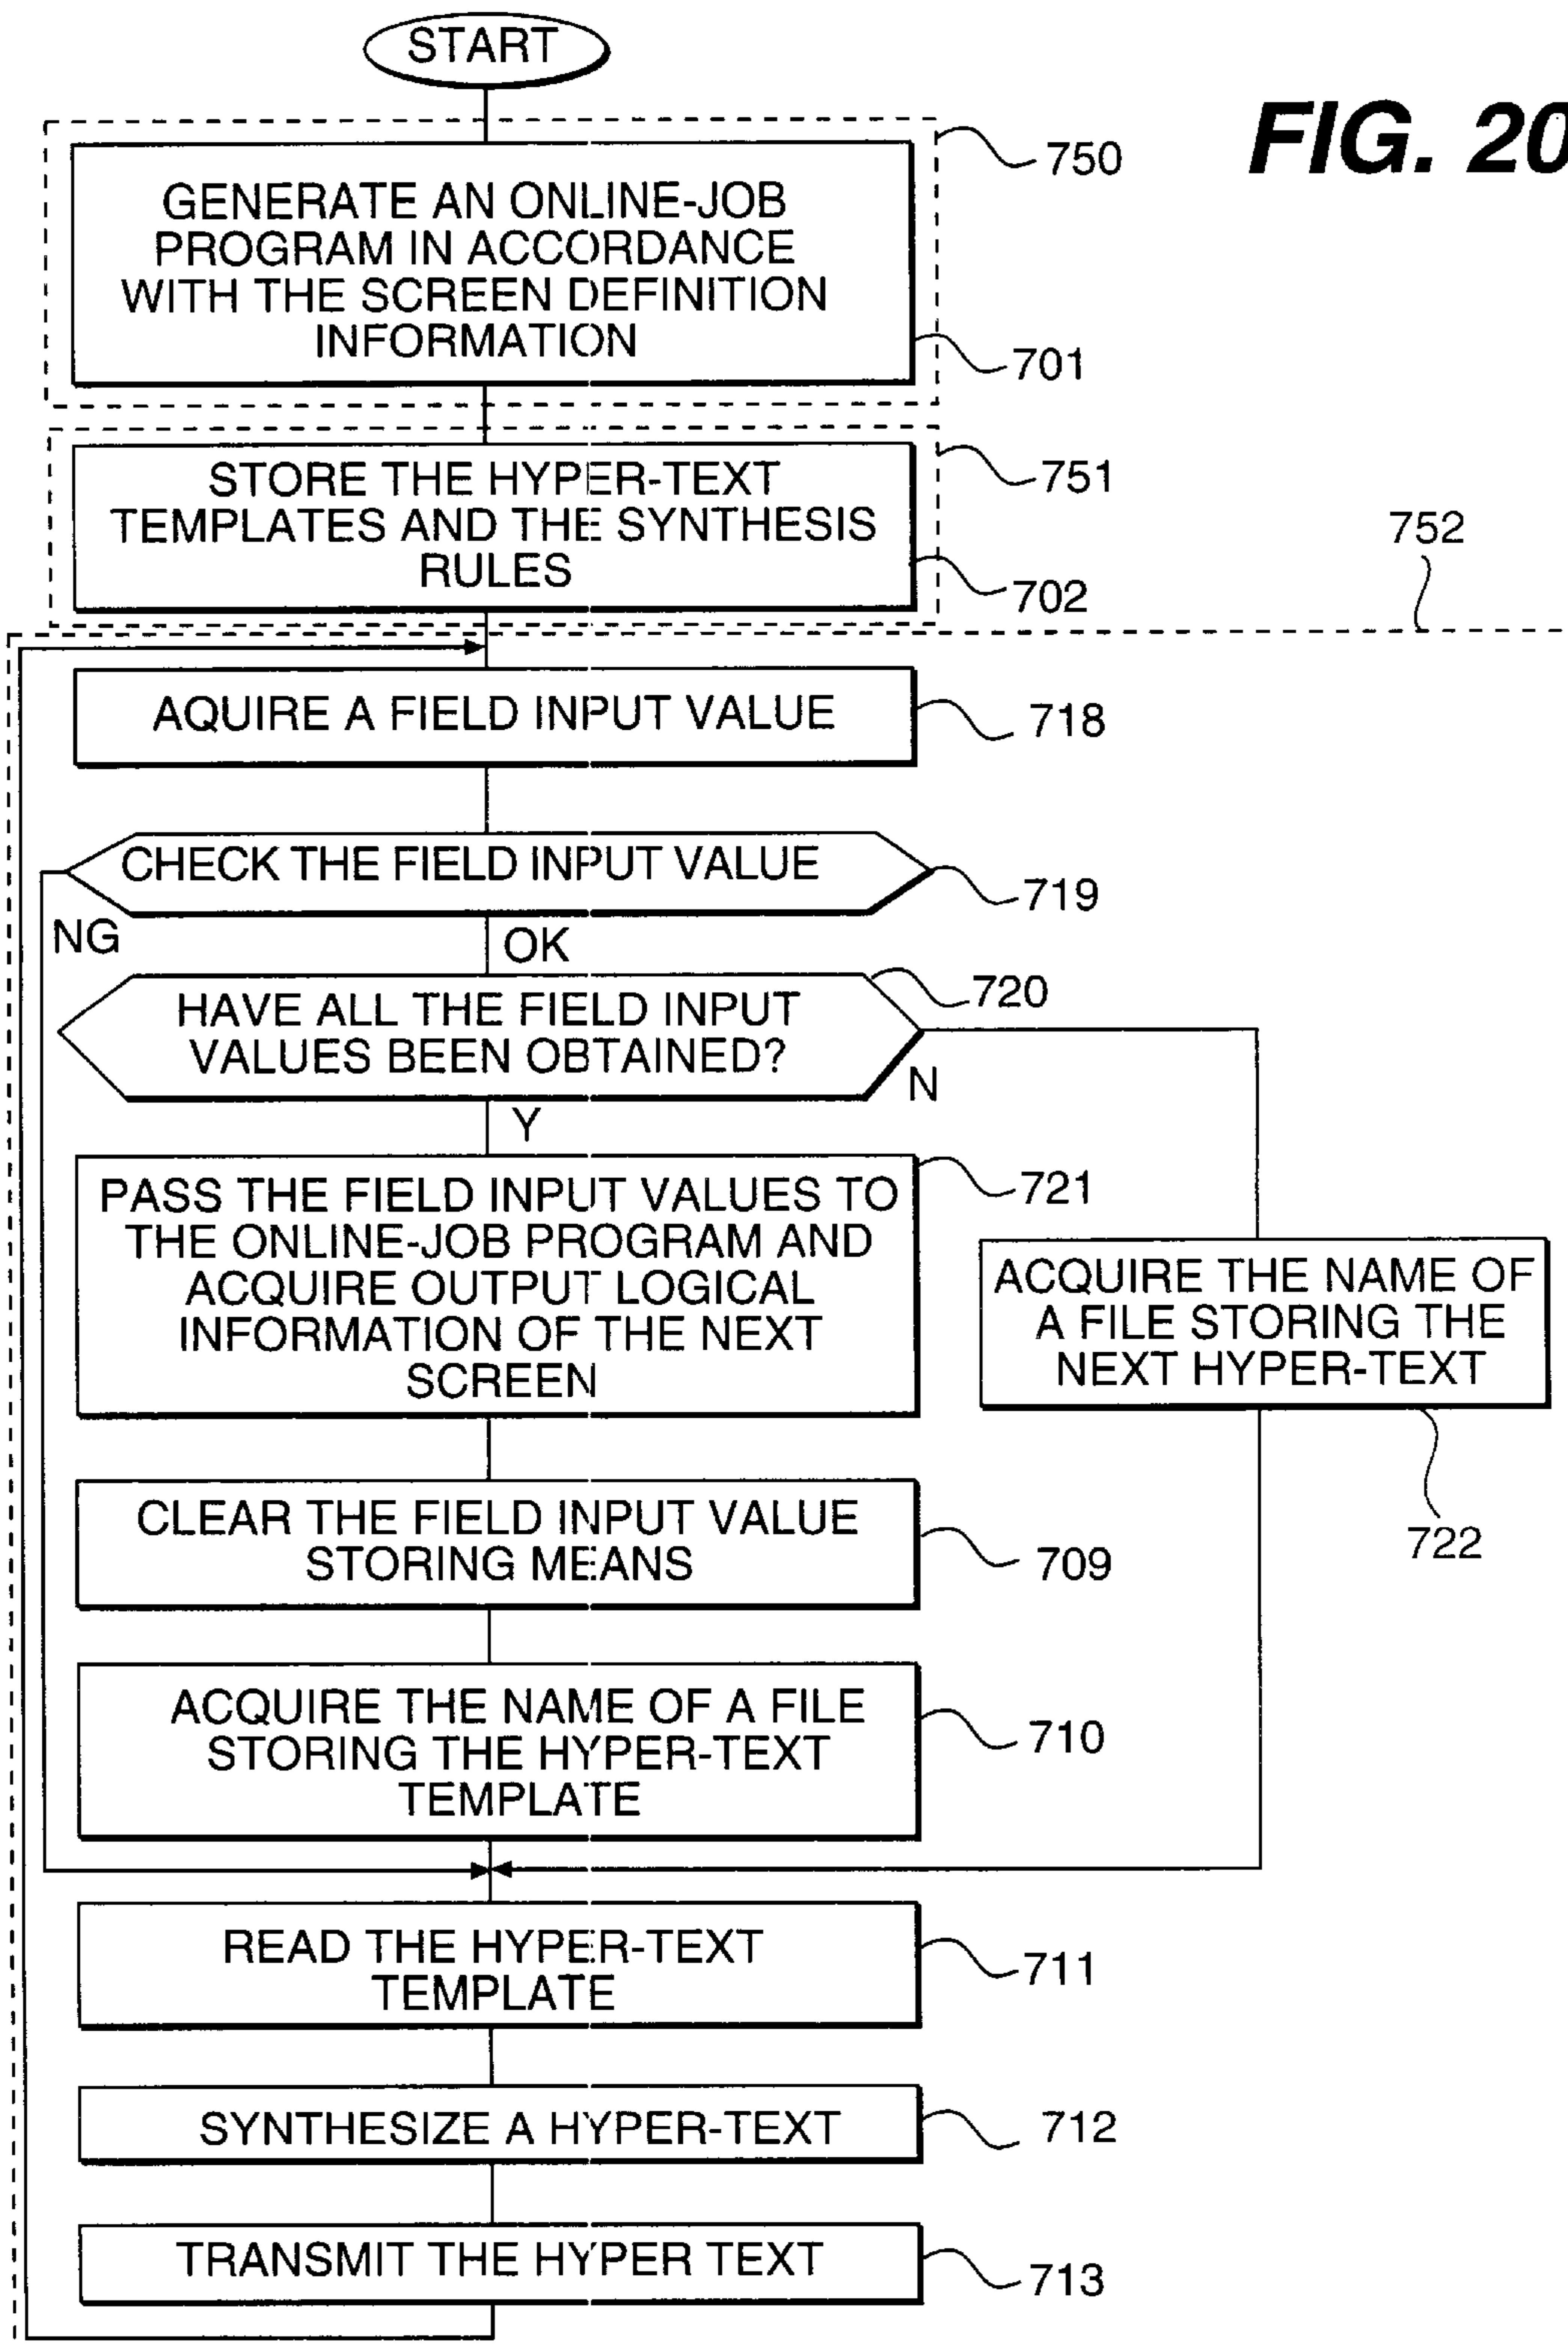 START
FIG. 20
750
GENERATE AN ONLINE-JOB
PROGRAM IN ACCORDANCE
WITH THE SCREEN DEFINITION
INFORMATION
701
751
STORE THE HYPER-TEXT
TEMPLATES AND THE SYNTHESIS
RULES
702
752
AQUIRE A FIELD INPUT VALUE
718
CHECK THE FIELD INPUT VALUE
719
NG
OK
720
HAVE ALL THE FIELD INPUT
VALUES BEEN OBTAINED?
N
Y
721
PASS THE FIELD INPUT VALUES TO
THE ONLINE-JOB PROGRAM AND
ACQUIRE OUTPUT LOGICAL
INFORMATION OF THE NEXT
SCREEN
ACQUIRE THE NAME OF
A FILE STORING THE
NEXT HYPER-TEXT
722
CLEAR THE FIELD INPUT VALUE
STORING MEANS
709
ACQUIRE THE NAME OF A FILE
STORING THE HYPER-TEXT
TEMPLATE
710
READ THE HYPER-TEXT
TEMPLATE
711
SYNTHESIZE A HYPER-TEXT
712
TRANSMIT THE HYPER TEXT
713